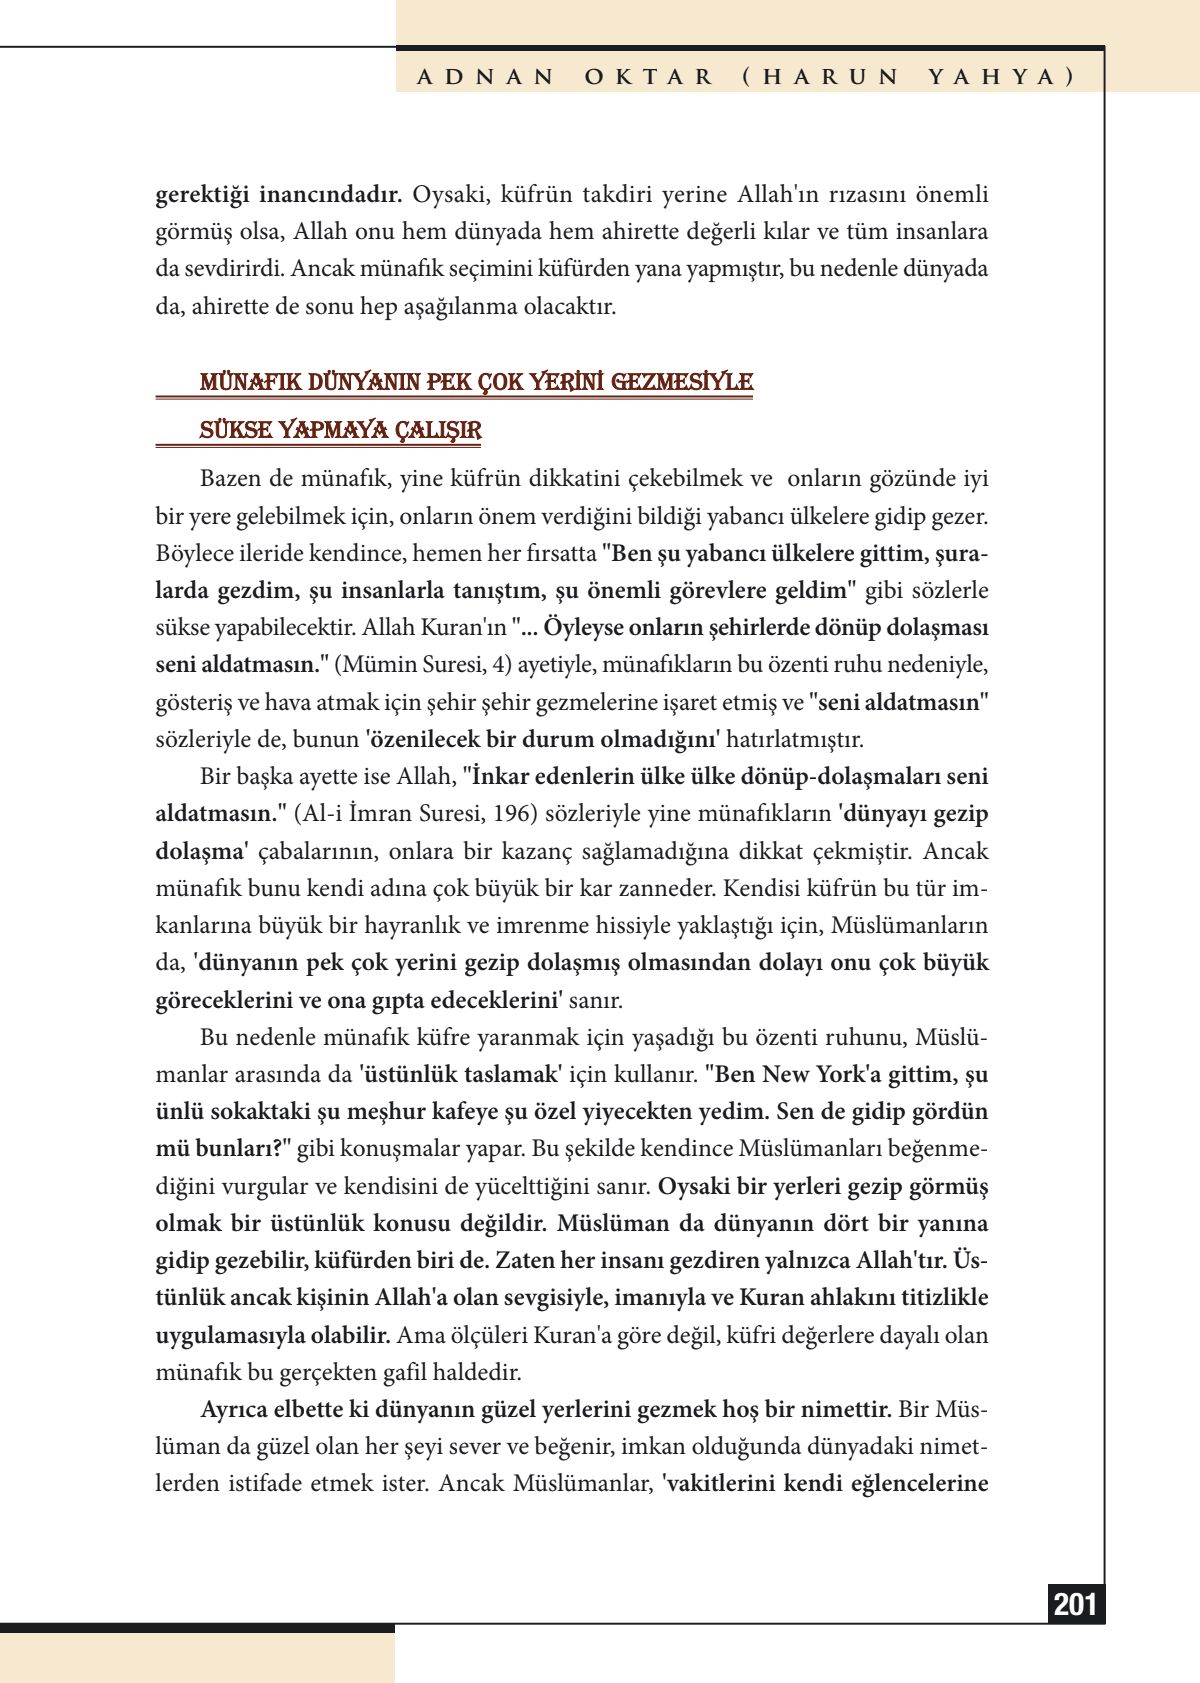 ADNAN OKTAR (HARUN YAHYA)
gerektiği inancındadır. Oysaki, küfrün takdiri yerine Allah'ın rızasını önemli
görmüş olsa, Allah onu hem dünyada hem ahirette değerli kılar ve tüm insanlara
da sevdirirdi. Ancak münafık seçimini küfürden yana yapmıştır, bu nedenle dünyada
da, ahirette de sonu hep aşağılanma olacaktır.
MÜNAFIK DÜNYANIN PEK ÇOK YERİNİ GEZMESİYLE
SÜKSE YAPMAYA ÇALIŞIR
Bazen de münafık, yine küfrün dikkatini çekebilmek ve  onların gözünde iyi
bir yere gelebilmek için, onların önem verdiğini bildiği yabancı ülkelere gidip gezer.
Böylece ileride kendince, hemen her fırsatta "Ben şu yabancı ülkelere gittim, şura-
larda gezdim, şu insanlarla tanıştım, şu önemli görevlere geldim" gibi sözlerle
sükse yapabilecektir. Allah Kuran'ın "... Öyleyse onların şehirlerde dönüp dolaşması
seni aldatmasın." (Mümin Suresi, 4) ayetiyle, münafıkların bu özenti ruhu nedeniyle,
gösteriş ve hava atmak için şehir şehir gezmelerine işaret etmiş ve "seni aldatmasın"
sözleriyle de, bunun 'özenilecek bir durum olmadığını' hatırlatmıştır.
Bir başka ayette ise Allah, "İnkar edenlerin ülke ülke dönüp-dolaşmaları seni
aldatmasın." (Al-i İmran Suresi, 196) sözleriyle yine münafıkların 'dünyayı gezip
dolaşma' çabalarının, onlara bir kazanç sağlamadığına dikkat çekmiştir. Ancak
münafık bunu kendi adına çok büyük bir kar zanneder. Kendisi küfrün bu tür im-
kanlarına büyük bir hayranlık ve imrenme hissiyle yaklaştığı için, Müslümanların
da, 'dünyanın pek çok yerini gezip dolaşmış olmasından dolayı onu çok büyük
göreceklerini ve ona gıpta edeceklerini' sanır.
Bu nedenle münafık küfre yaranmak için yaşadığı bu özenti ruhunu, Müslü-
manlar arasında da 'üstünlük taslamak' için kullanır. "Ben New York'a gittim, şu
ünlü sokaktaki şu meşhur kafeye şu özel yiyecekten yedim. Sen de gidip gördün
mü bunları?" gibi konuşmalar yapar. Bu şekilde kendince Müslümanları beğenme-
diğini vurgular ve kendisini de yücelttiğini sanır. Oysaki bir yerleri gezip görmüş
olmak bir üstünlük konusu değildir. Müslüman da dünyanın dört bir yanına
gidip gezebilir, küfürden biri de. Zaten her insanı gezdiren yalnızca Allah'tır. Üs-
tünlük ancak kişinin Allah'a olan sevgisiyle, imanıyla ve Kuran ahlakını titizlikle
uygulamasıyla olabilir. Ama ölçüleri Kuran'a göre değil, küfri değerlere dayalı olan
münafık bu gerçekten gafil haldedir.
Ayrıca elbette ki dünyanın güzel yerlerini gezmek hoş bir nimettir. Bir Müs-
lüman da güzel olan her şeyi sever ve beğenir, imkan olduğunda dünyadaki nimet-
lerden istifade etmek ister. Ancak Müslümanlar, 'vakitlerini kendi eğlencelerine
201